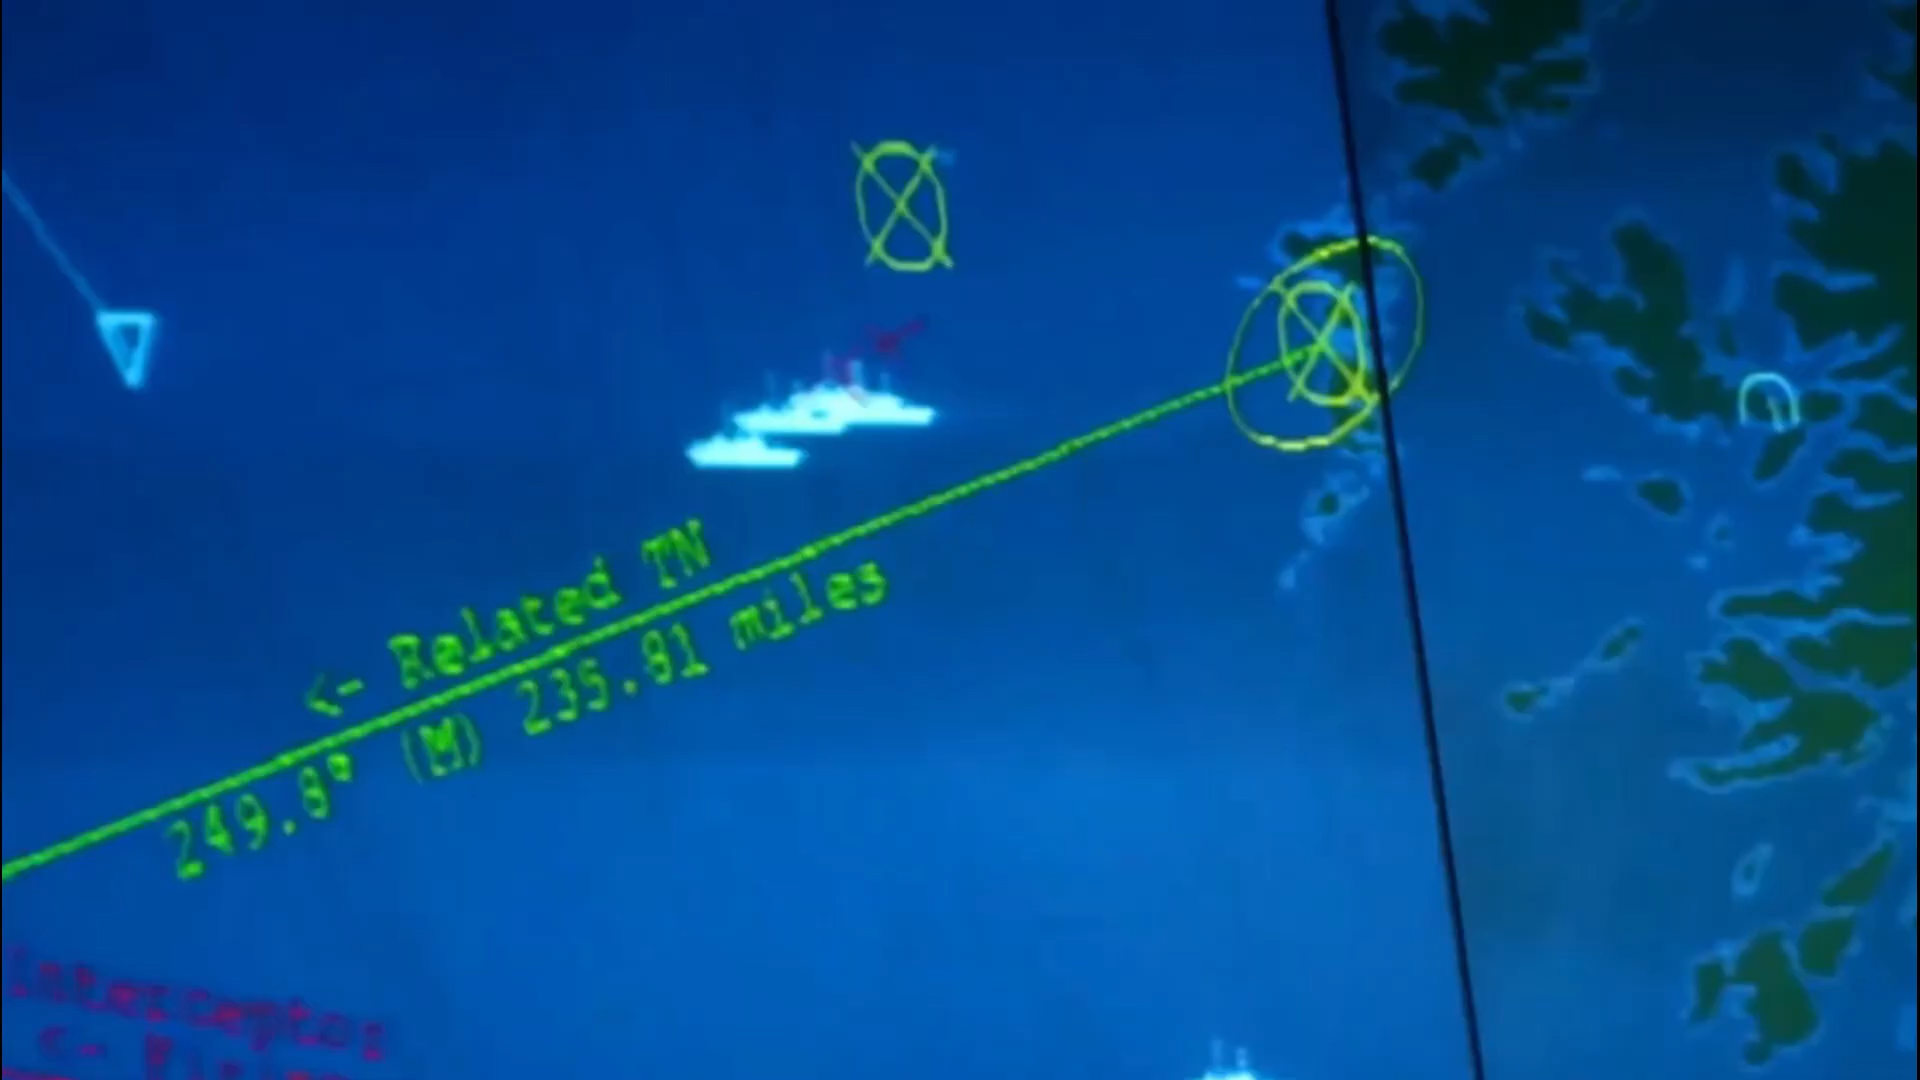 <- Related TN
249.8° (M) 235.81 miles
Interceptor
<-